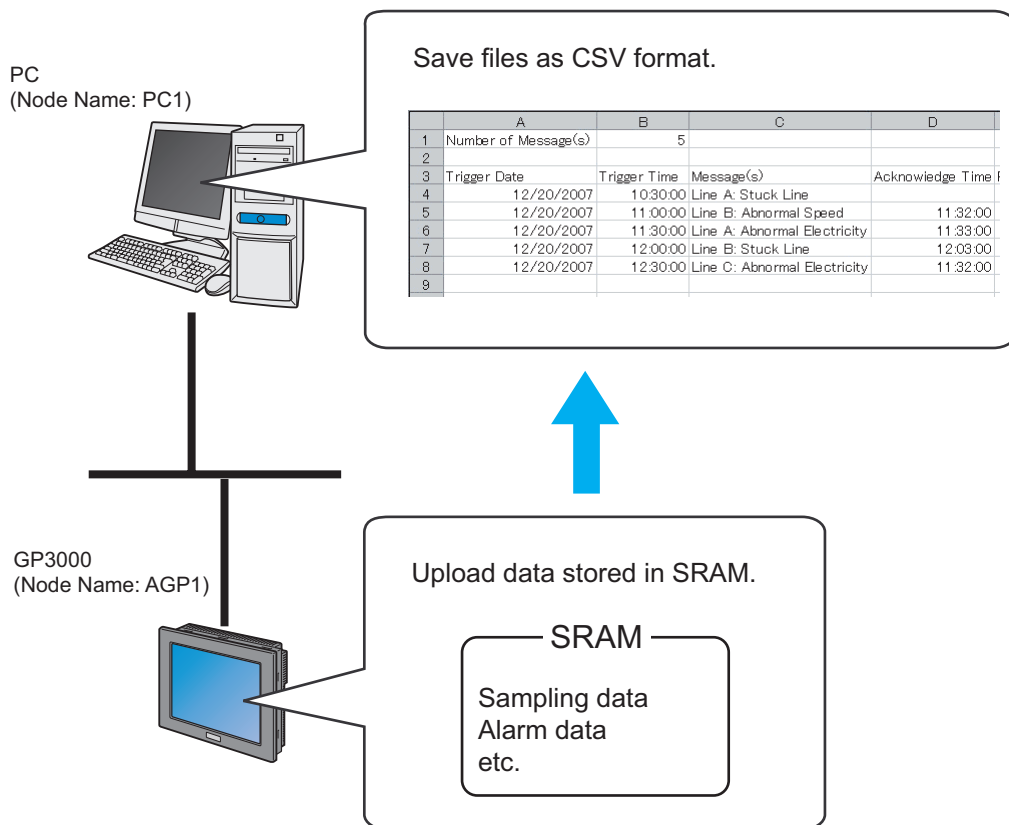 PC
(Node Name: PC1)
Save files as CSV format.
A B C D
1 Number of Message(s) 5
2
3 Trigger Date Trigger Time Message(s) Acknowiedge Time
4 12/20/2007 10:30:00 Line A: Stuck Line
5 12/20/2007 11:00:00 Line B: Abnormal Speed 11:32:00
6 12/20/2007 11:30:00 Line A: Abnormal Electricity 11:33:00
7 12/20/2007 12:00:00 Line B: Stuck Line 12:03:00
8 12/20/2007 12:30:00 Line C: Abnormal Electricity 11:32:00
9
GP3000
(Node Name: AGP1)
Upload data stored in SRAM.
SRAM
Sampling data
Alarm data
etc.